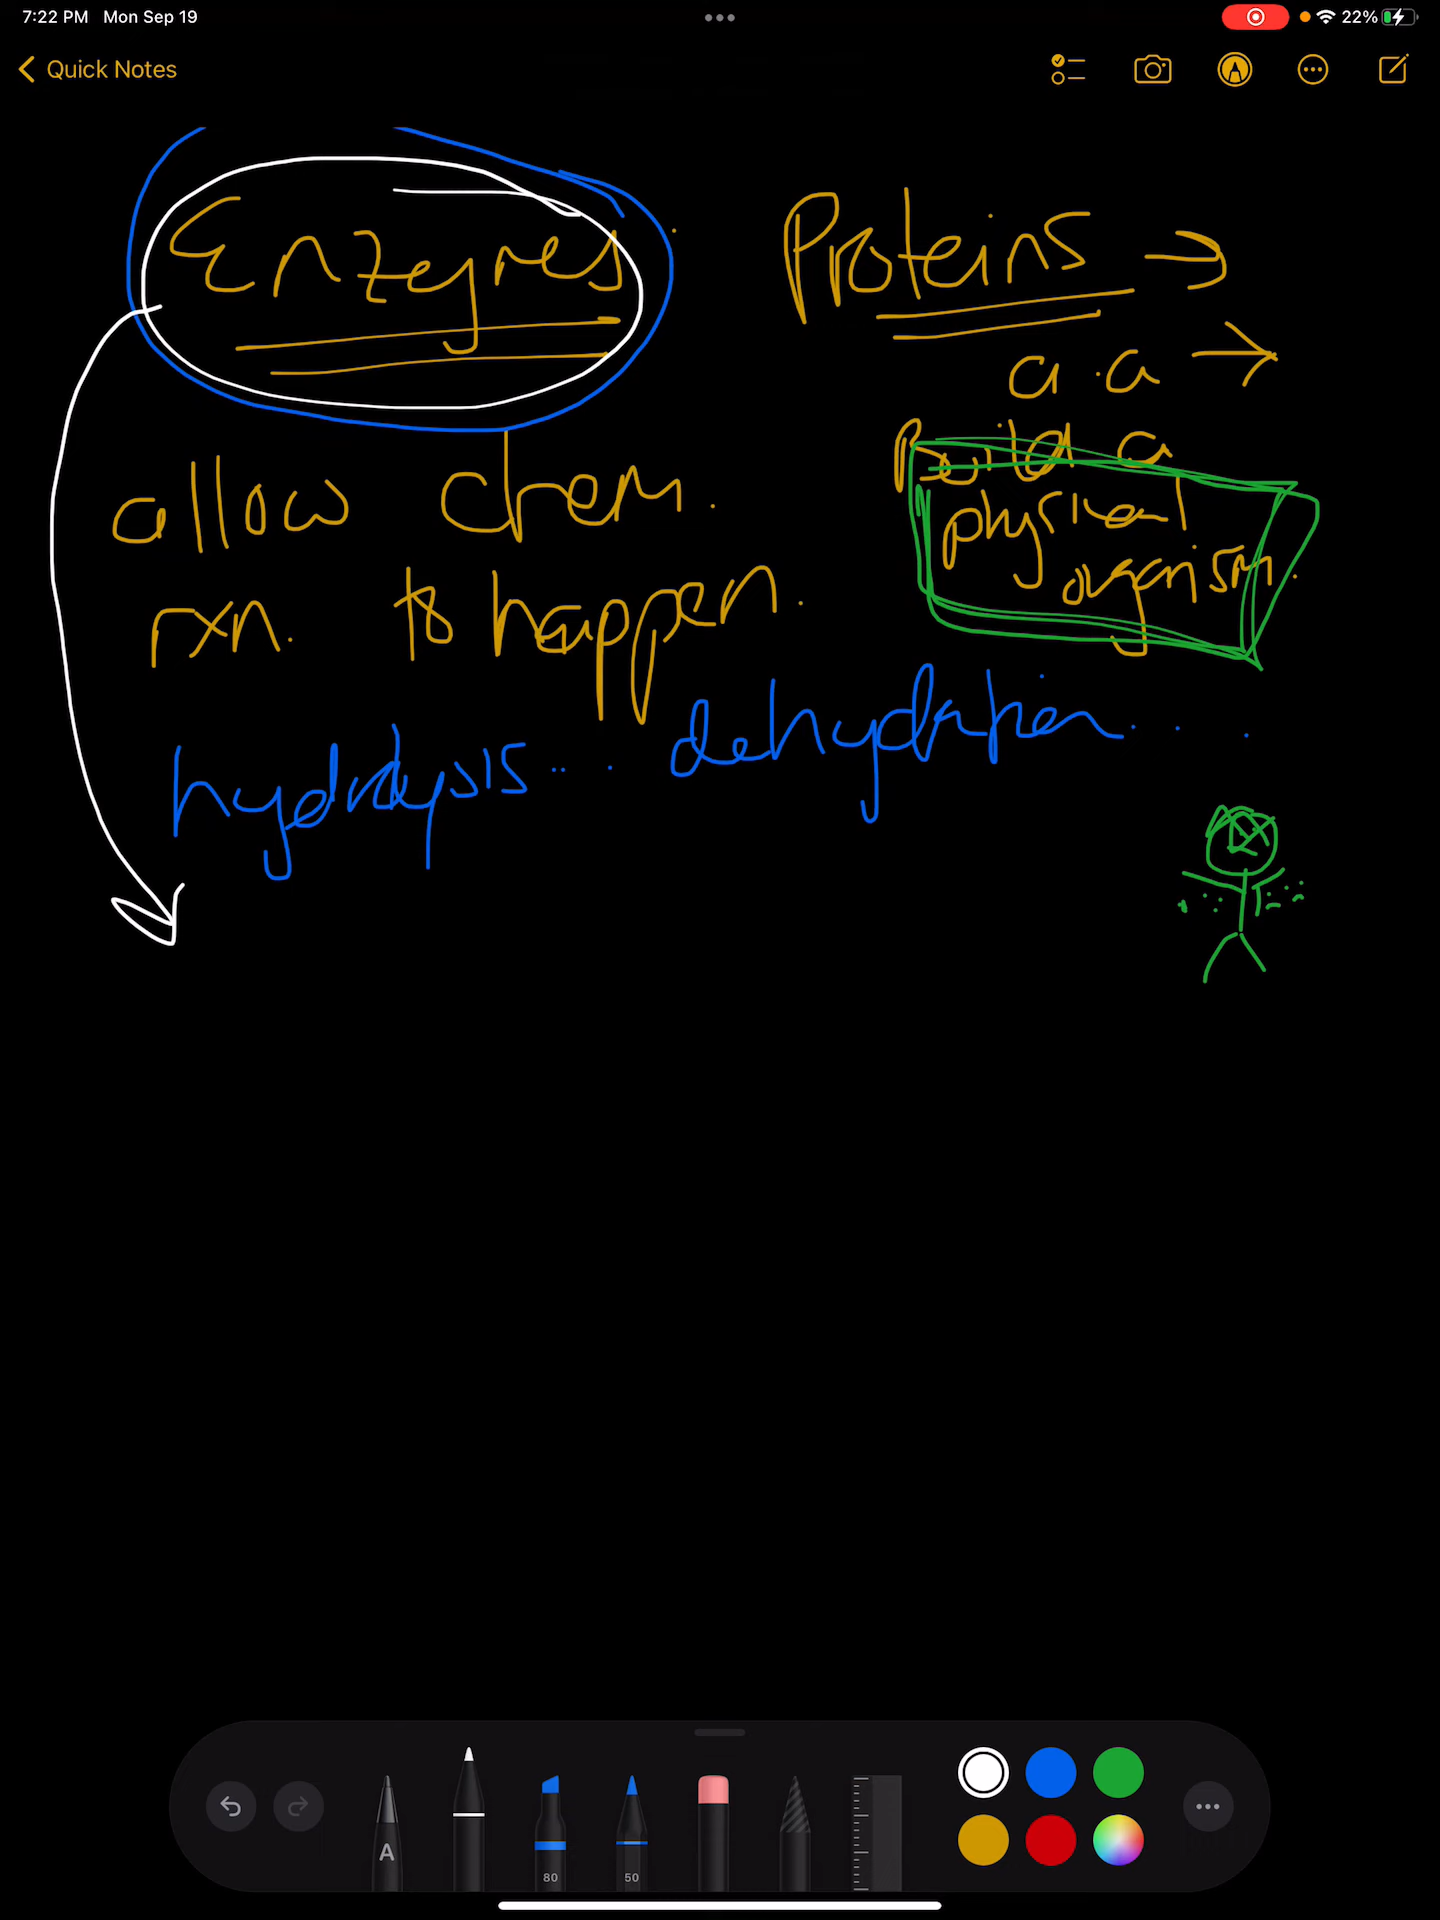 7:22 PM Mon Sep 19
22%
Quick Notes
Enzymes
allow chem.
rxn. to happen.
Proteins →
a.a →
Build a
physical
organism.
hydrolysis... dehydration....
A
80
50